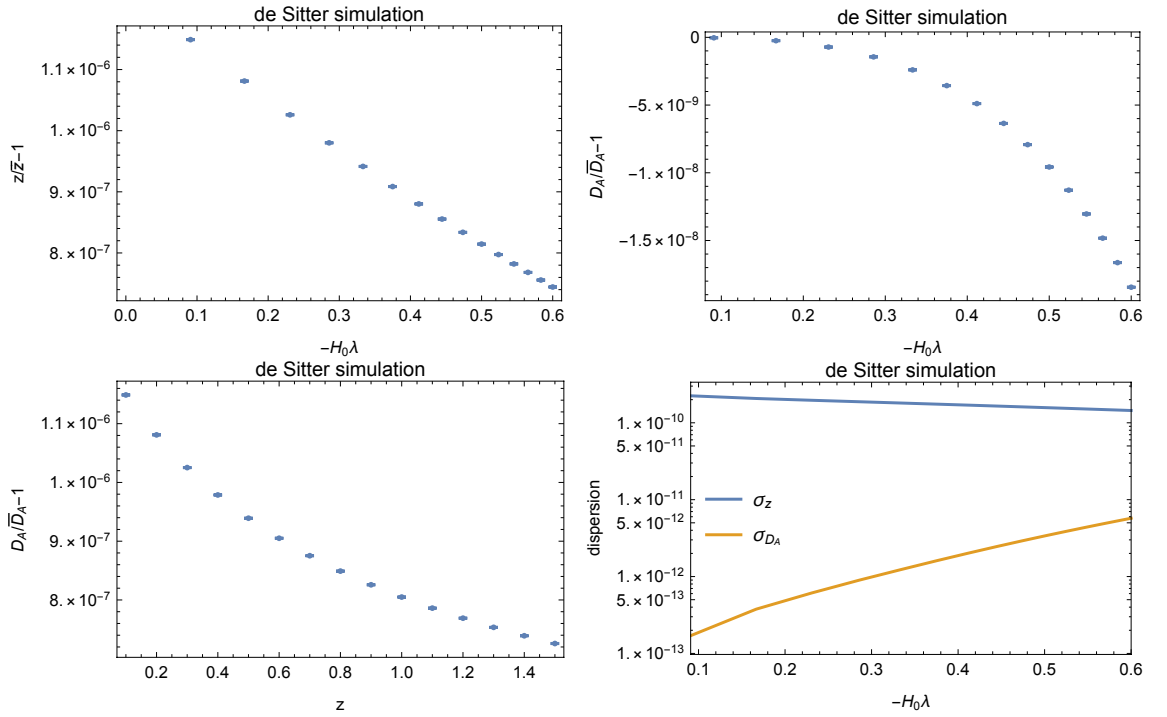 de Sitter simulation
z/z̅-1
1.1×10⁻⁶
1.×10⁻⁶
9.×10⁻⁷
8.×10⁻⁷
0.0 0.1 0.2 0.3 0.4 0.5 0.6
-H₀λ
de Sitter simulation
D_A/D̅_A-1
0
-5.×10⁻⁹
-1.×10⁻⁸
-1.5×10⁻⁸
0.1 0.2 0.3 0.4 0.5 0.6
-H₀λ
de Sitter simulation
D_A/D̅_A-1
1.1×10⁻⁶
1.×10⁻⁶
9.×10⁻⁷
8.×10⁻⁷
0.2 0.4 0.6 0.8 1.0 1.2 1.4
z
de Sitter simulation
dispersion
1.×10⁻¹⁰
5.×10⁻¹¹
1.×10⁻¹¹
5.×10⁻¹²
1.×10⁻¹²
5.×10⁻¹³
1.×10⁻¹³
σ_z
σ_{D_A}
0.1 0.2 0.3 0.4 0.5 0.6
-H₀λ